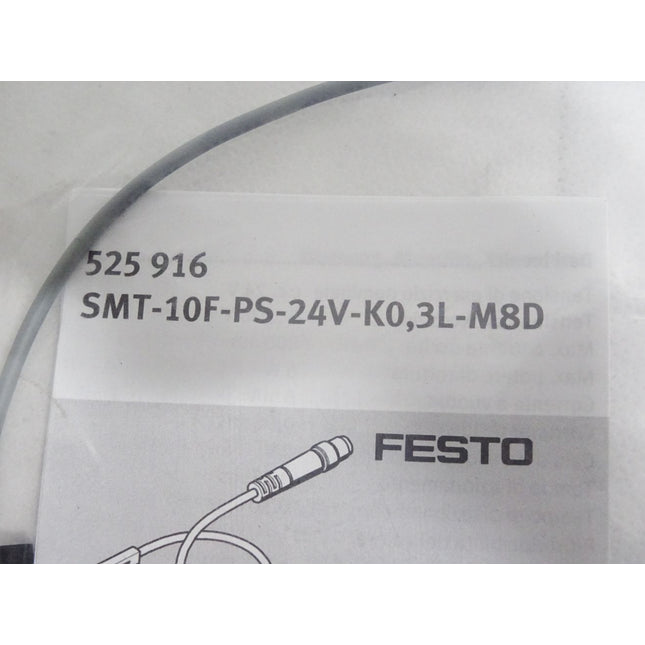 525 916
SMT-10F-PS-24V-K0,3L-M8D
FESTO